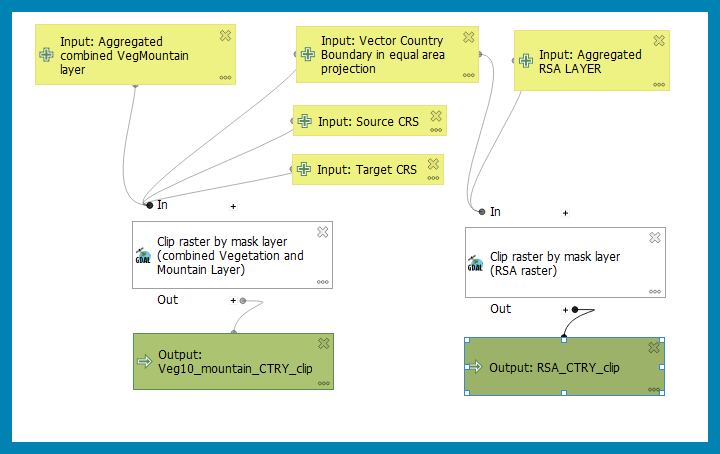 Input: Aggregated
combined VegMountain
layer
Input: Vector Country
Boundary in equal area
projection
Input: Aggregated
RSA LAYER
Input: Source CRS
Input: Target CRS
In
+
In
+
Clip raster by mask layer
(combined Vegetation and
Mountain Layer)
GDAL
Clip raster by mask layer
(RSA raster)
GDAL
Out
+
Out
+
Output:
Veg10_mountain_CTRY_clip
Output: RSA_CTRY_clip